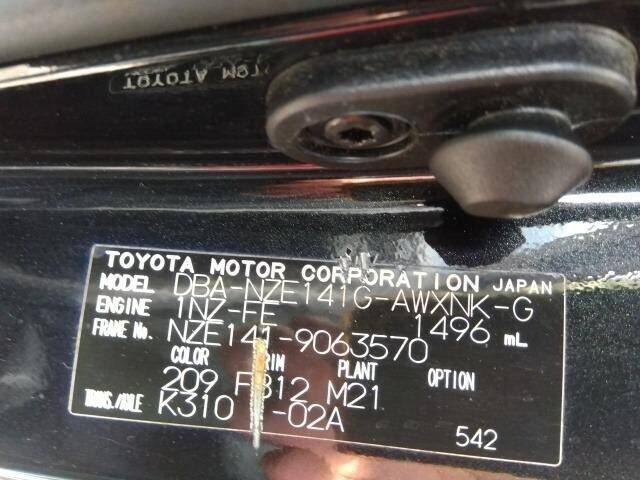 TOYOTA MOTOR CORPORATION JAPAN
MODEL DBA-NZE141G-AWXNK-G
ENGINE 1NZ-FE 1496 mL
FRAME No. NZE141-9063570
COLOR TRIM PLANT OPTION
209 FB12 M21
TRANS./AXLE K310 -02A
542